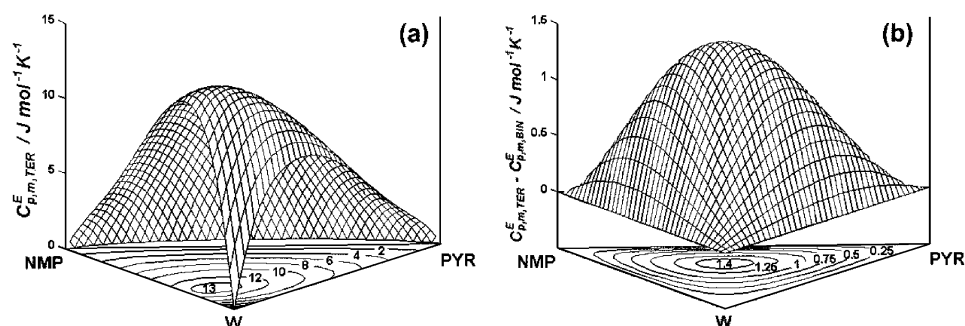 15
10
5
0
C^E_{p,m,TER} / J mol^-1 K^-1
(a)
NMP
PYR
W
13
12
10
8
6
4
2
1.5
1
0.5
0
C^E_{p,m,TER} - C^E_{p,m,BIN} / J mol^-1 K^-1
(b)
NMP
PYR
W
1.4
1.25
1
0.75
0.5
0.25